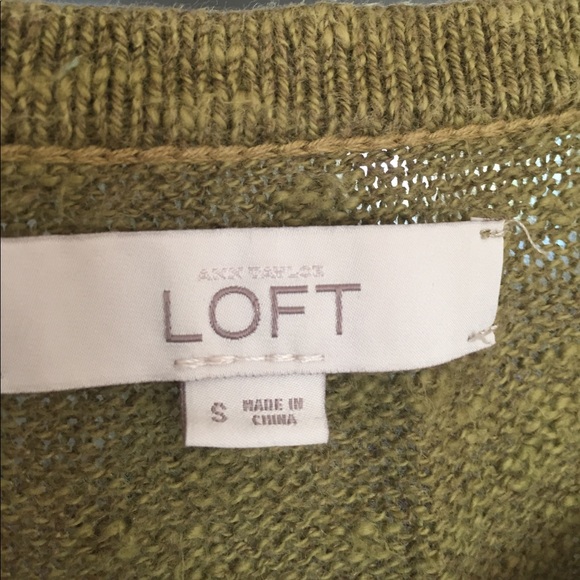 ANN TAYLOR
LOFT
S
MADE IN
CHINA